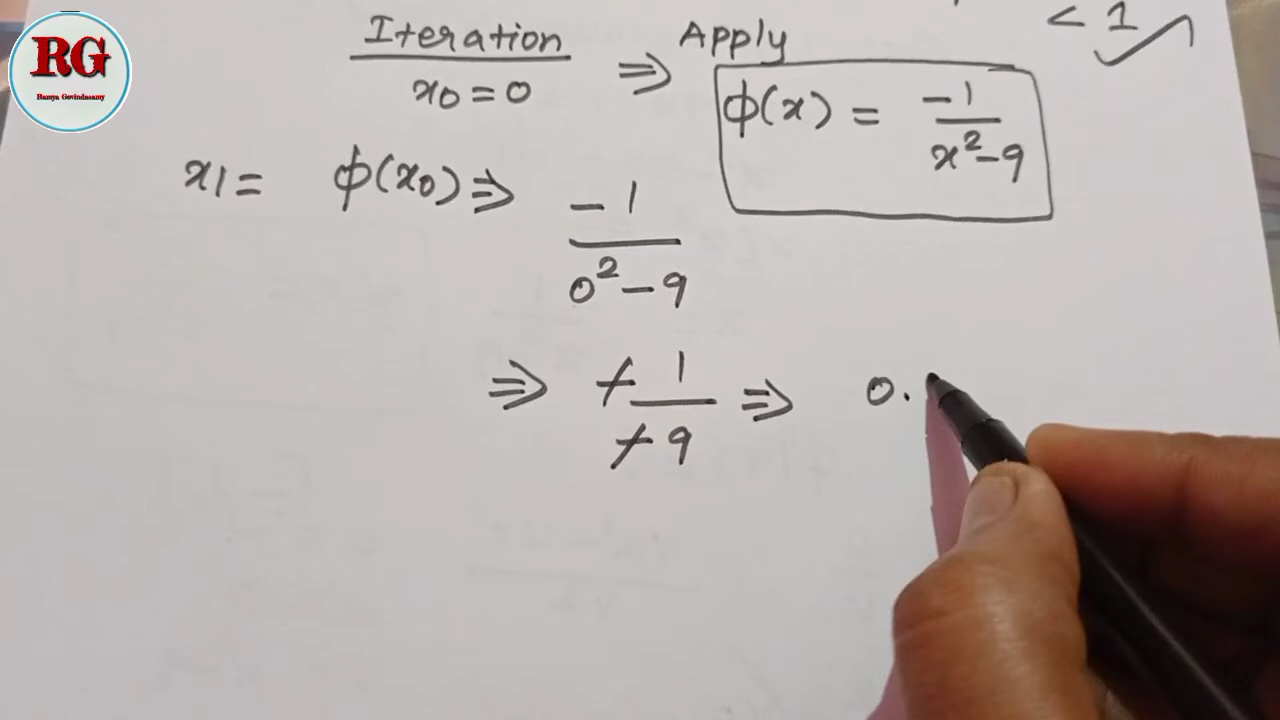 RG
Ramya Govindasamy
< 1
Iteration
x₀ = 0 ⇒ Apply
ϕ(x) = -1/(x² - 9)
x₁ = ϕ(x₀) ⇒ -1/(0² - 9)
⇒ -1/-9 ⇒ 0.